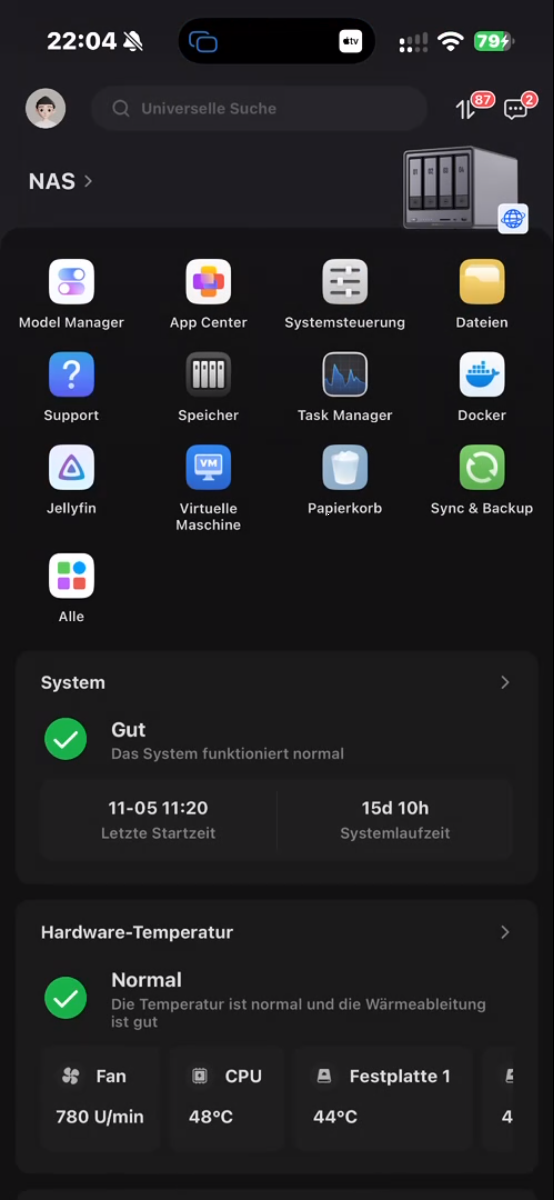 22:04
tv
79
Universelle Suche
87
2
NAS
Model Manager
App Center
Systemsteuerung
Dateien
Support
Speicher
Task Manager
Docker
Jellyfin
VM
Virtuelle
Maschine
Papierkorb
Sync & Backup
Alle
System
Gut
Das System funktioniert normal
11-05 11:20
15d 10h
Letzte Startzeit
Systemlaufzeit
Hardware-Temperatur
Normal
Die Temperatur ist normal und die Wärmeableitung
ist gut
Fan
CPU
Festplatte 1
780 U/min
48°C
44°C
4